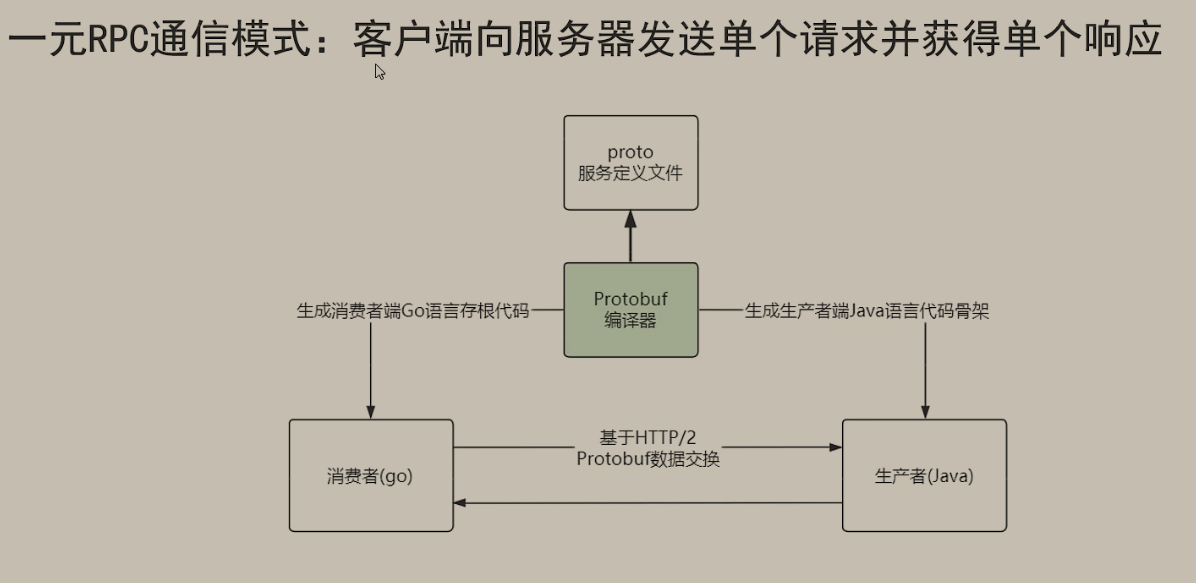 一元RPC通信模式：客户端向服务器发送单个请求并获得单个响应
proto
服务定义文件
Protobuf
编译器
生成消费者端Go语言存根代码
生成生产者端Java语言代码骨架
基于HTTP/2
Protobuf数据交换
消费者(go)
生产者(Java)